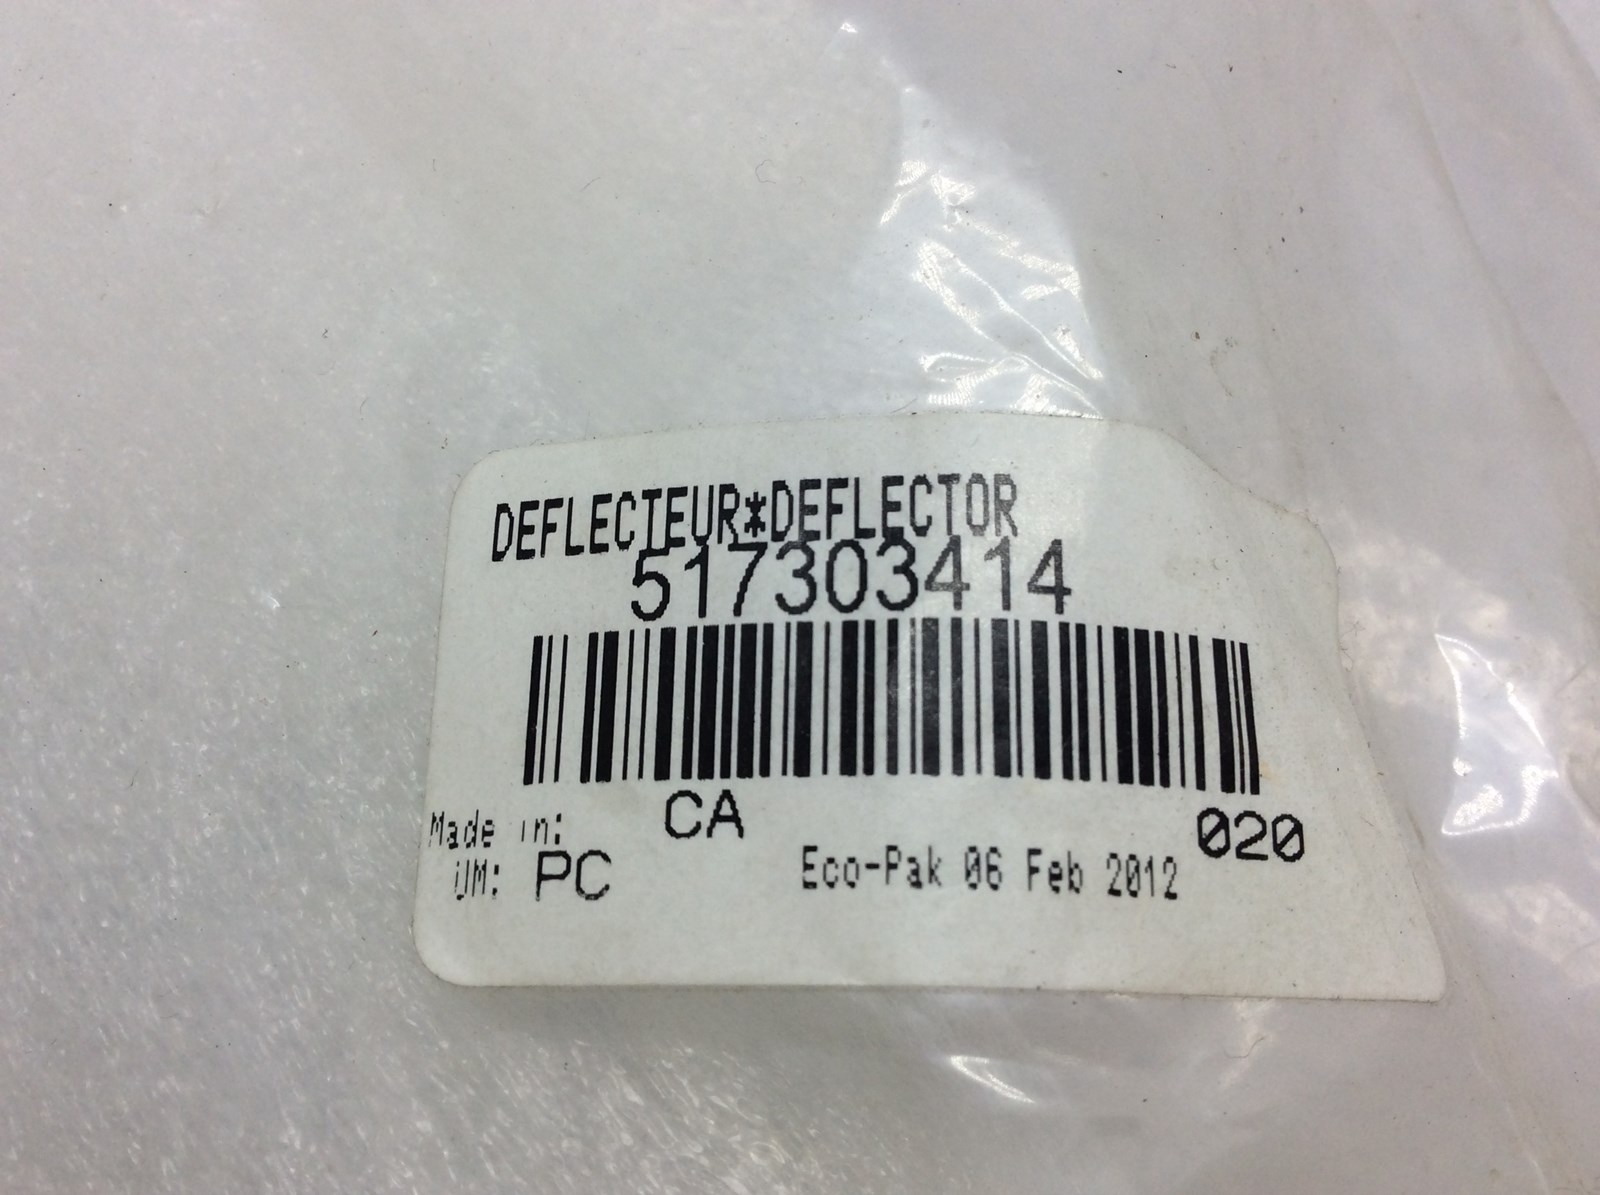 DEFLECTEUR*DEFLECTOR
517303414
Made in: CA
020
UM: PC
Eco-Pak 06 Feb 2012